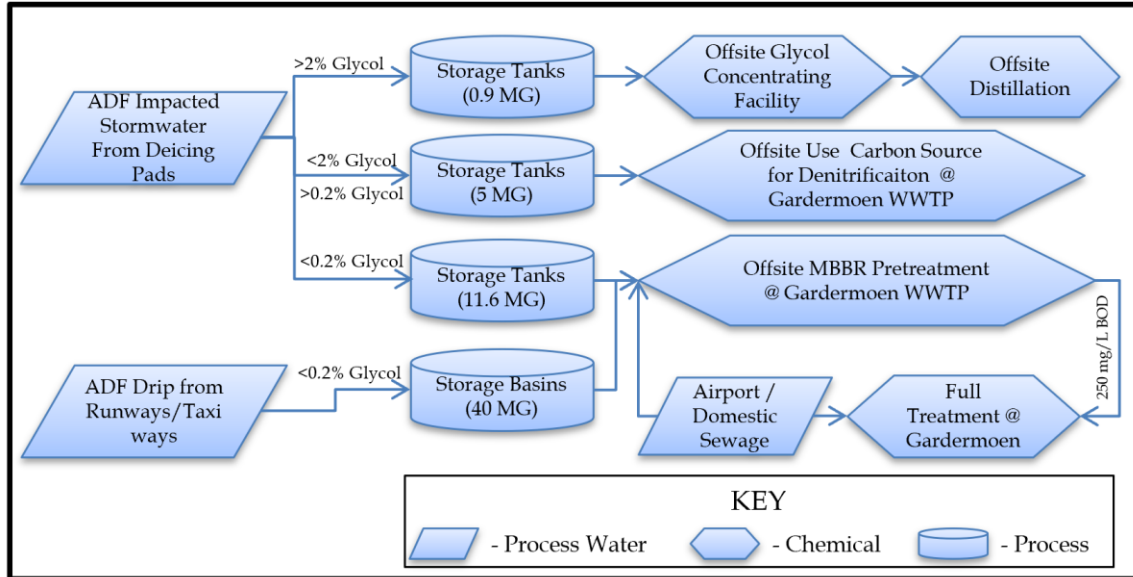 ADF Impacted
Stormwater
From Deicing
Pads
>2% Glycol
Storage Tanks
(0.9 MG)
Offsite Glycol
Concentrating
Facility
Offsite
Distillation
<2% Glycol
>0.2% Glycol
Storage Tanks
(5 MG)
Offsite Use Carbon Source
for Denitrificaiton @
Gardermoen WWTP
<0.2% Glycol
Storage Tanks
(11.6 MG)
Offsite MBBR Pretreatment
@ Gardermoen WWTP
250 mg/L BOD
ADF Drip from
Runways/Taxi
ways
<0.2% Glycol
Storage Basins
(40 MG)
Airport /
Domestic
Sewage
Full
Treatment @
Gardermoen
KEY
- Process Water
- Chemical
- Process